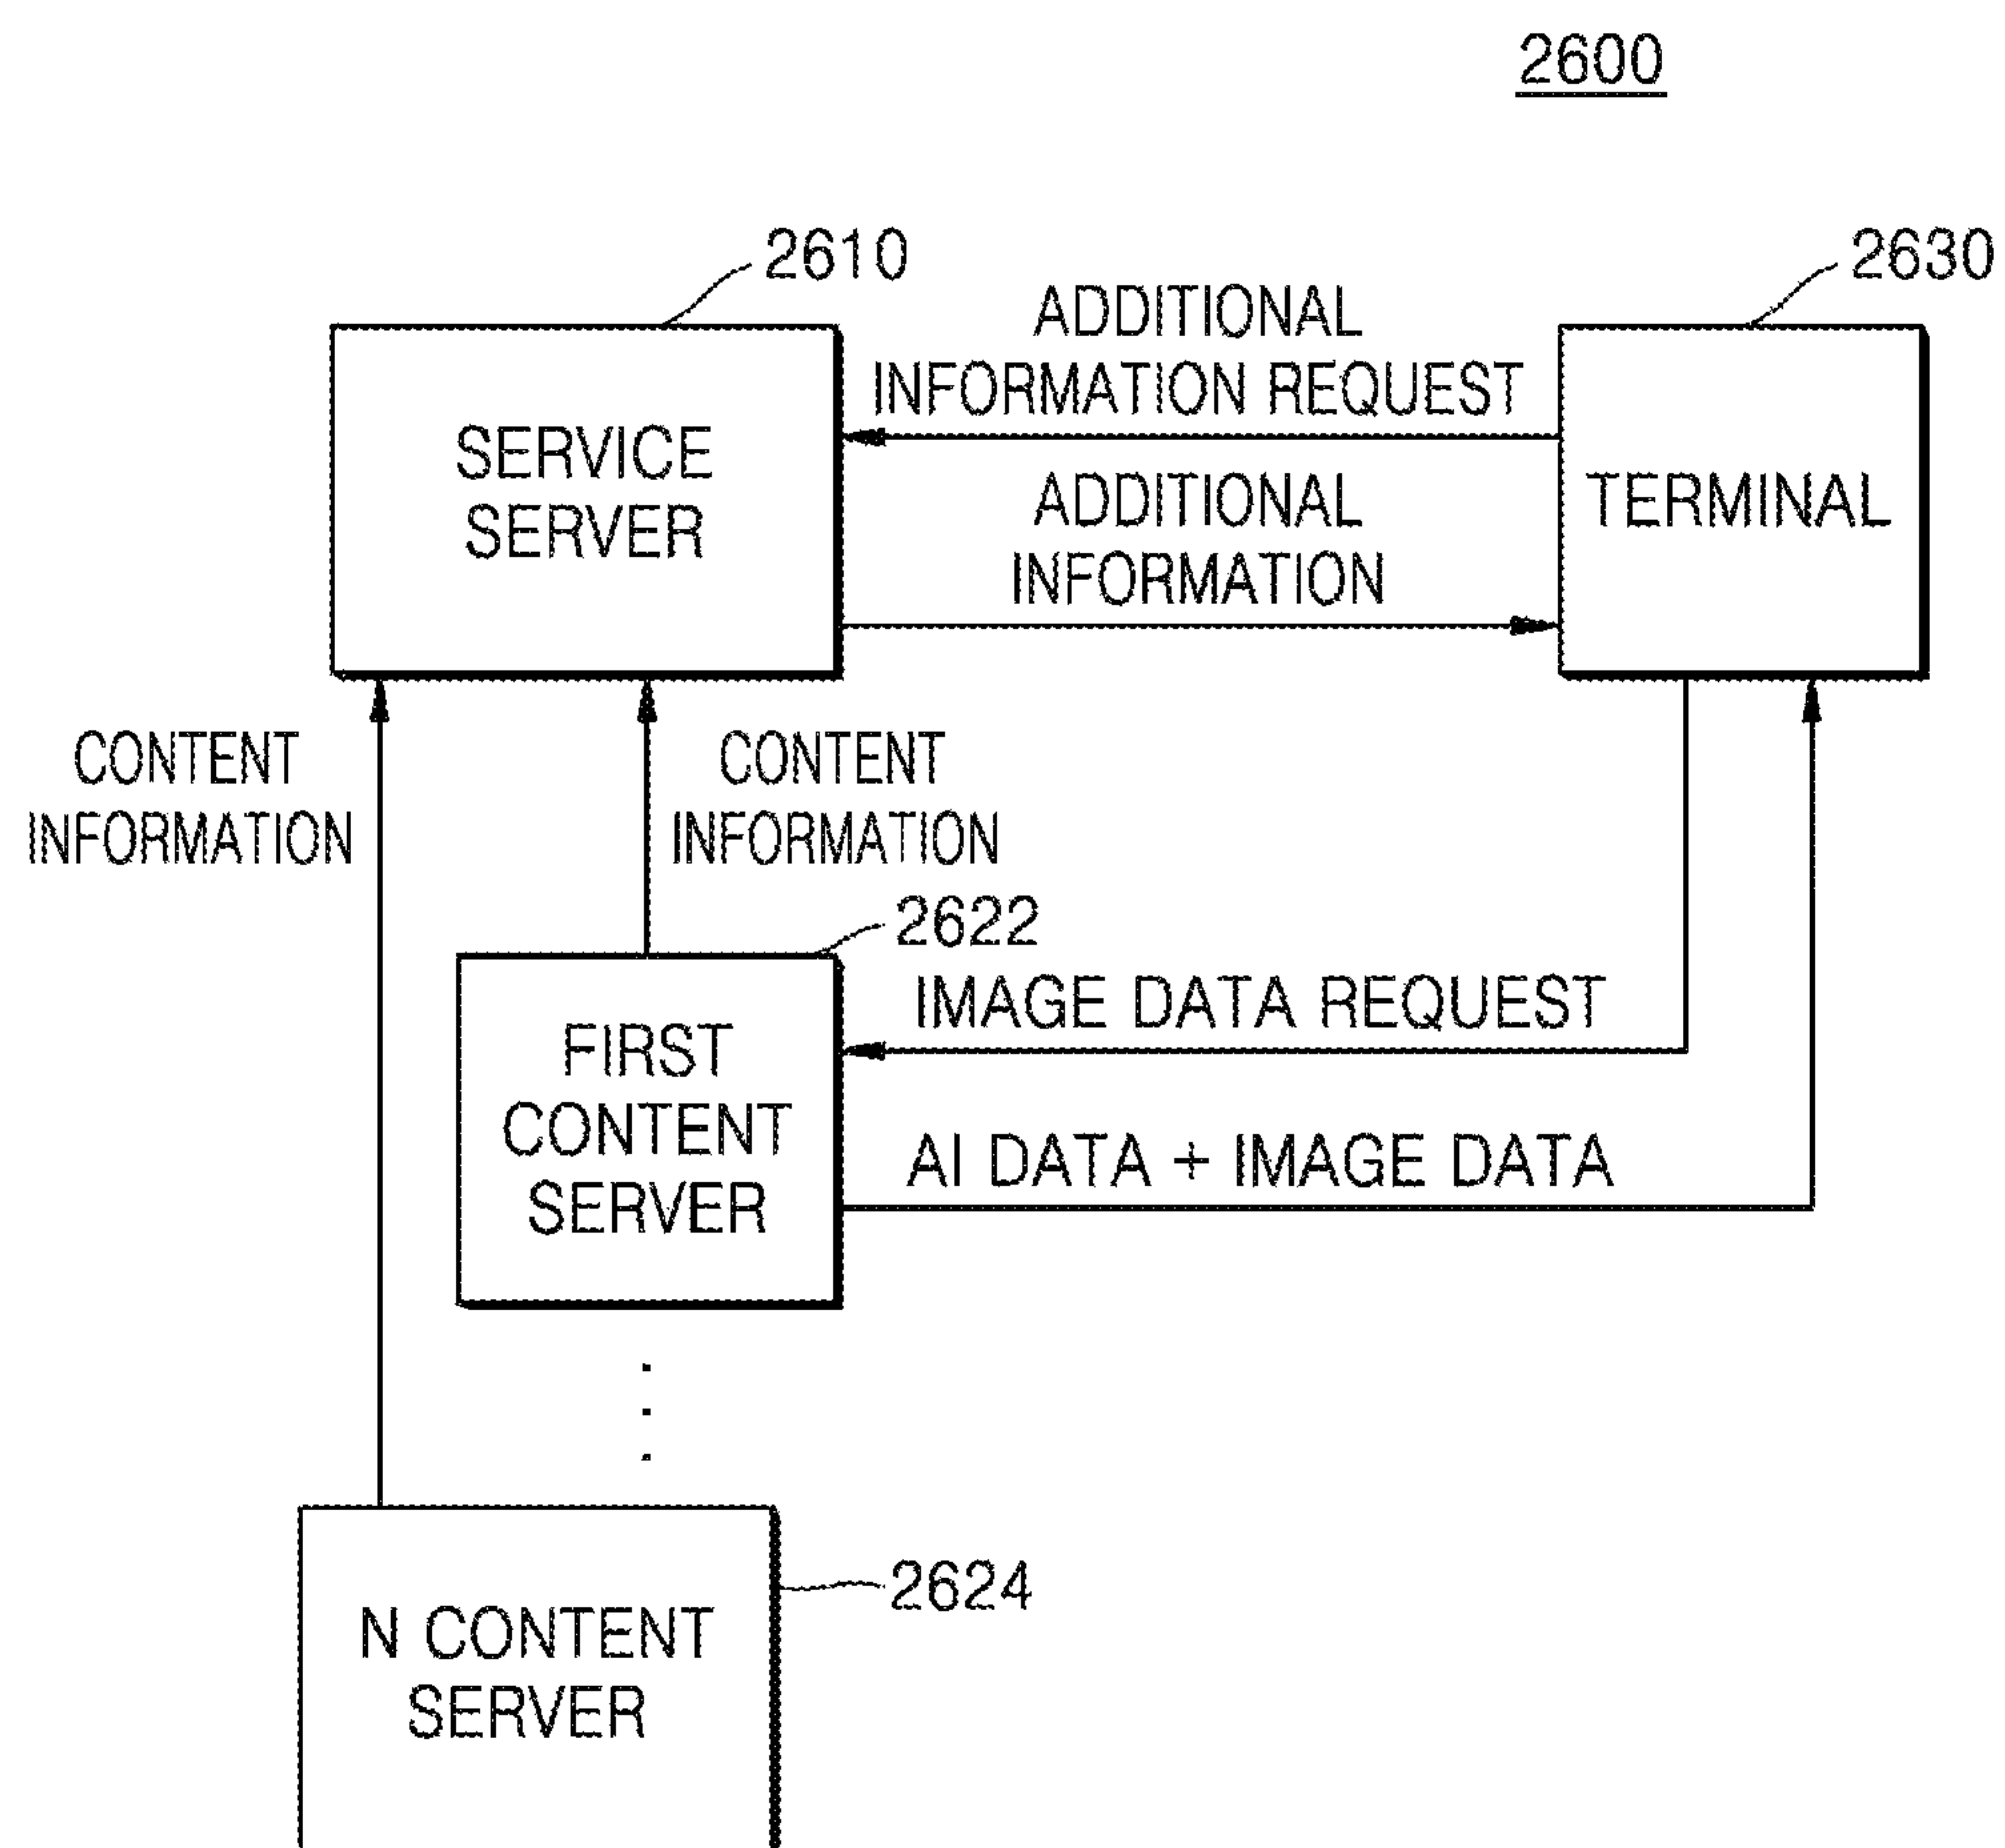 2600
2610
2630
ADDITIONAL
INFORMATION REQUEST
SERVICE
SERVER
ADDITIONAL
INFORMATION
TERMINAL
CONTENT
INFORMATION
CONTENT
INFORMATION
2622
IMAGE DATA REQUEST
FIRST
CONTENT
SERVER
AI DATA + IMAGE DATA
2624
N CONTENT
SERVER